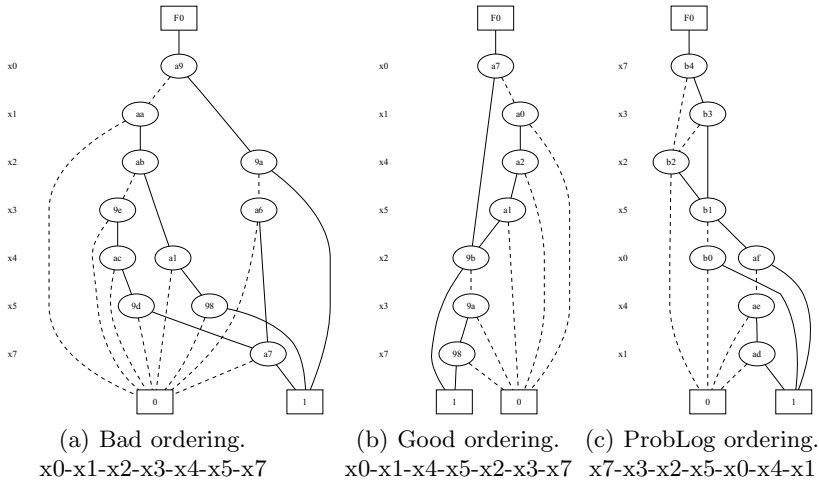 F0 F0 F0
x0 a9 x0 a7 x7 b4
x1 aa x1 a0 x3 b3
x2 ab 9a x4 a2 x2 b2
x3 9e a6 x5 a1 x5 b1
x4 ac a1 x2 9b x0 b0 af
x5 9d 98 x3 9a x4 ae
x7 a7 x7 98 x1 ad
0 1 1 0 0 1
(a) Bad ordering. (b) Good ordering. (c) ProbLog ordering.
x0-x1-x2-x3-x4-x5-x7 x0-x1-x4-x5-x2-x3-x7 x7-x3-x2-x5-x0-x4-x1